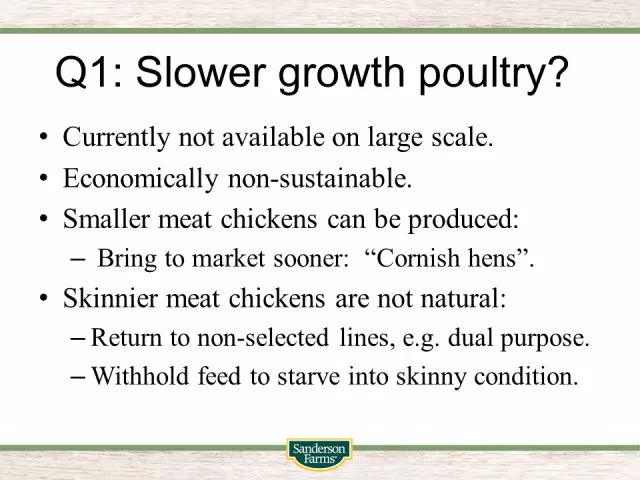 Q1: Slower growth poultry?
• Currently not available on large scale.
• Economically non-sustainable.
• Smaller meat chickens can be produced:
– Bring to market sooner: “Cornish hens”.
• Skinnier meat chickens are not natural:
– Return to non-selected lines, e.g. dual purpose.
– Withhold feed to starve into skinny condition.
Sanderson
Farms®